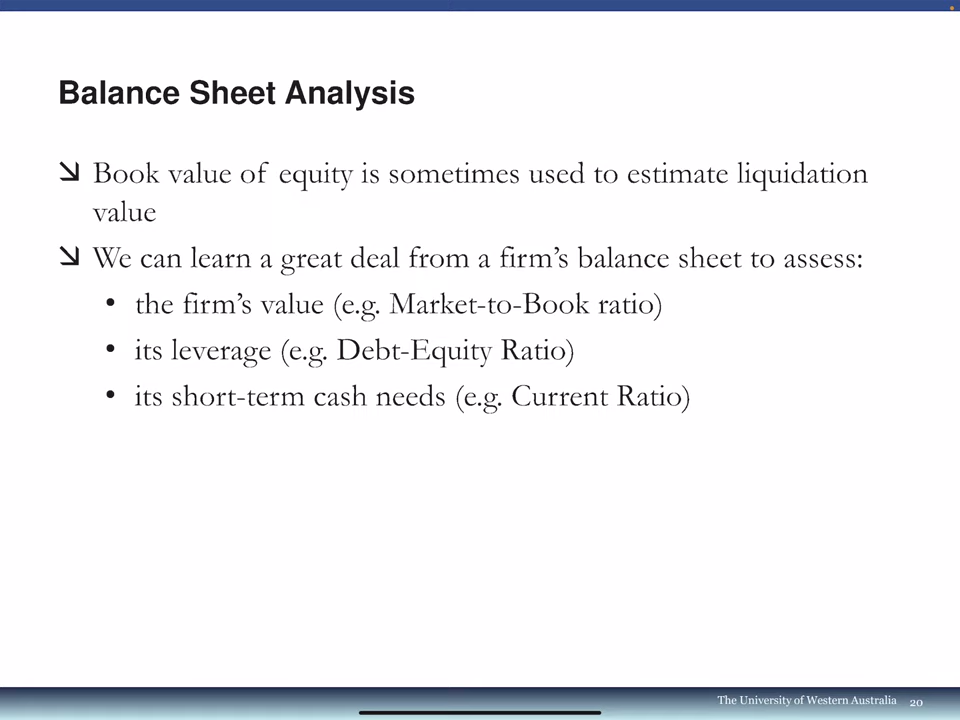 Balance Sheet Analysis
Book value of equity is sometimes used to estimate liquidation
value
We can learn a great deal from a firm’s balance sheet to assess:
• the firm’s value (e.g. Market-to-Book ratio)
• its leverage (e.g. Debt-Equity Ratio)
• its short-term cash needs (e.g. Current Ratio)
The University of Western Australia 20